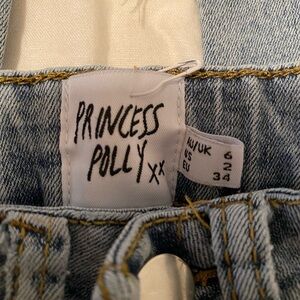 PRINCESS
POLLY xx
AU/UK 6
US 2
EU 34